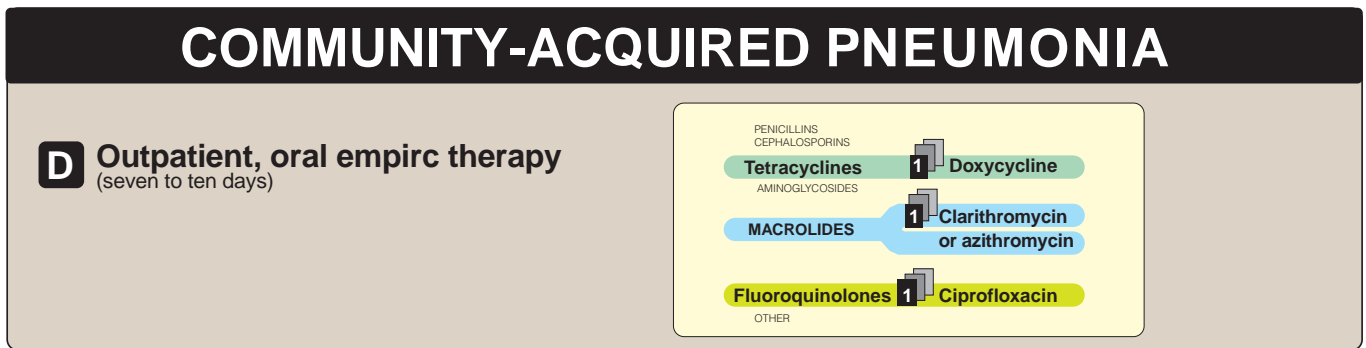 COMMUNITY-ACQUIRED PNEUMONIA
D Outpatient, oral empirc therapy
(seven to ten days)
PENICILLINS
CEPHALOSPORINS
Tetracyclines 1 Doxycycline
AMINOGLYCOSIDES
MACROLIDES 1 Clarithromycin
or azithromycin
Fluoroquinolones 1 Ciprofloxacin
OTHER